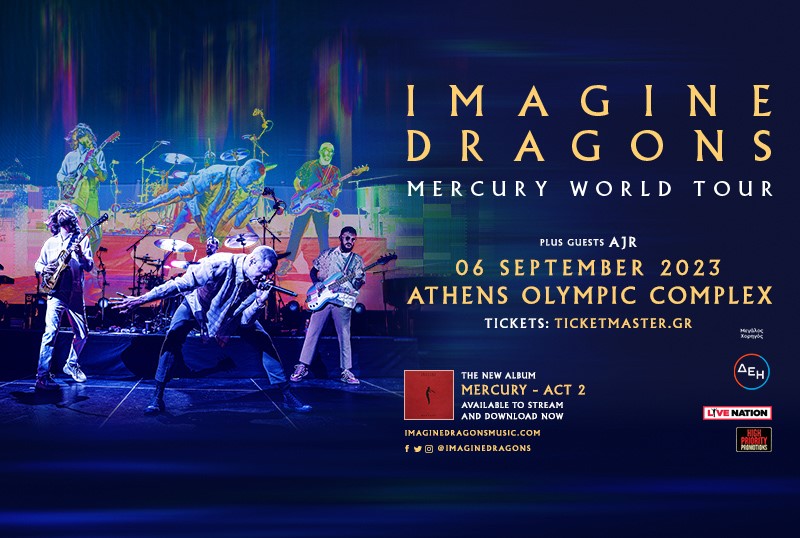 IMAGINE
DRAGONS
MERCURY WORLD TOUR
PLUS GUESTS AJR
06 SEPTEMBER 2023
ATHENS OLYMPIC COMPLEX
TICKETS: TICKETMASTER.GR
Μεγάλος
Χορηγός
ΔΕΗ
THE NEW ALBUM
MERCURY - ACT 2
AVAILABLE TO STREAM
AND DOWNLOAD NOW
LIVE NATION
IMAGINEDRAGONSMUSIC.COM
HIGH
PRIORITY
PROMOTIONS
@IMAGINEDRAGONS